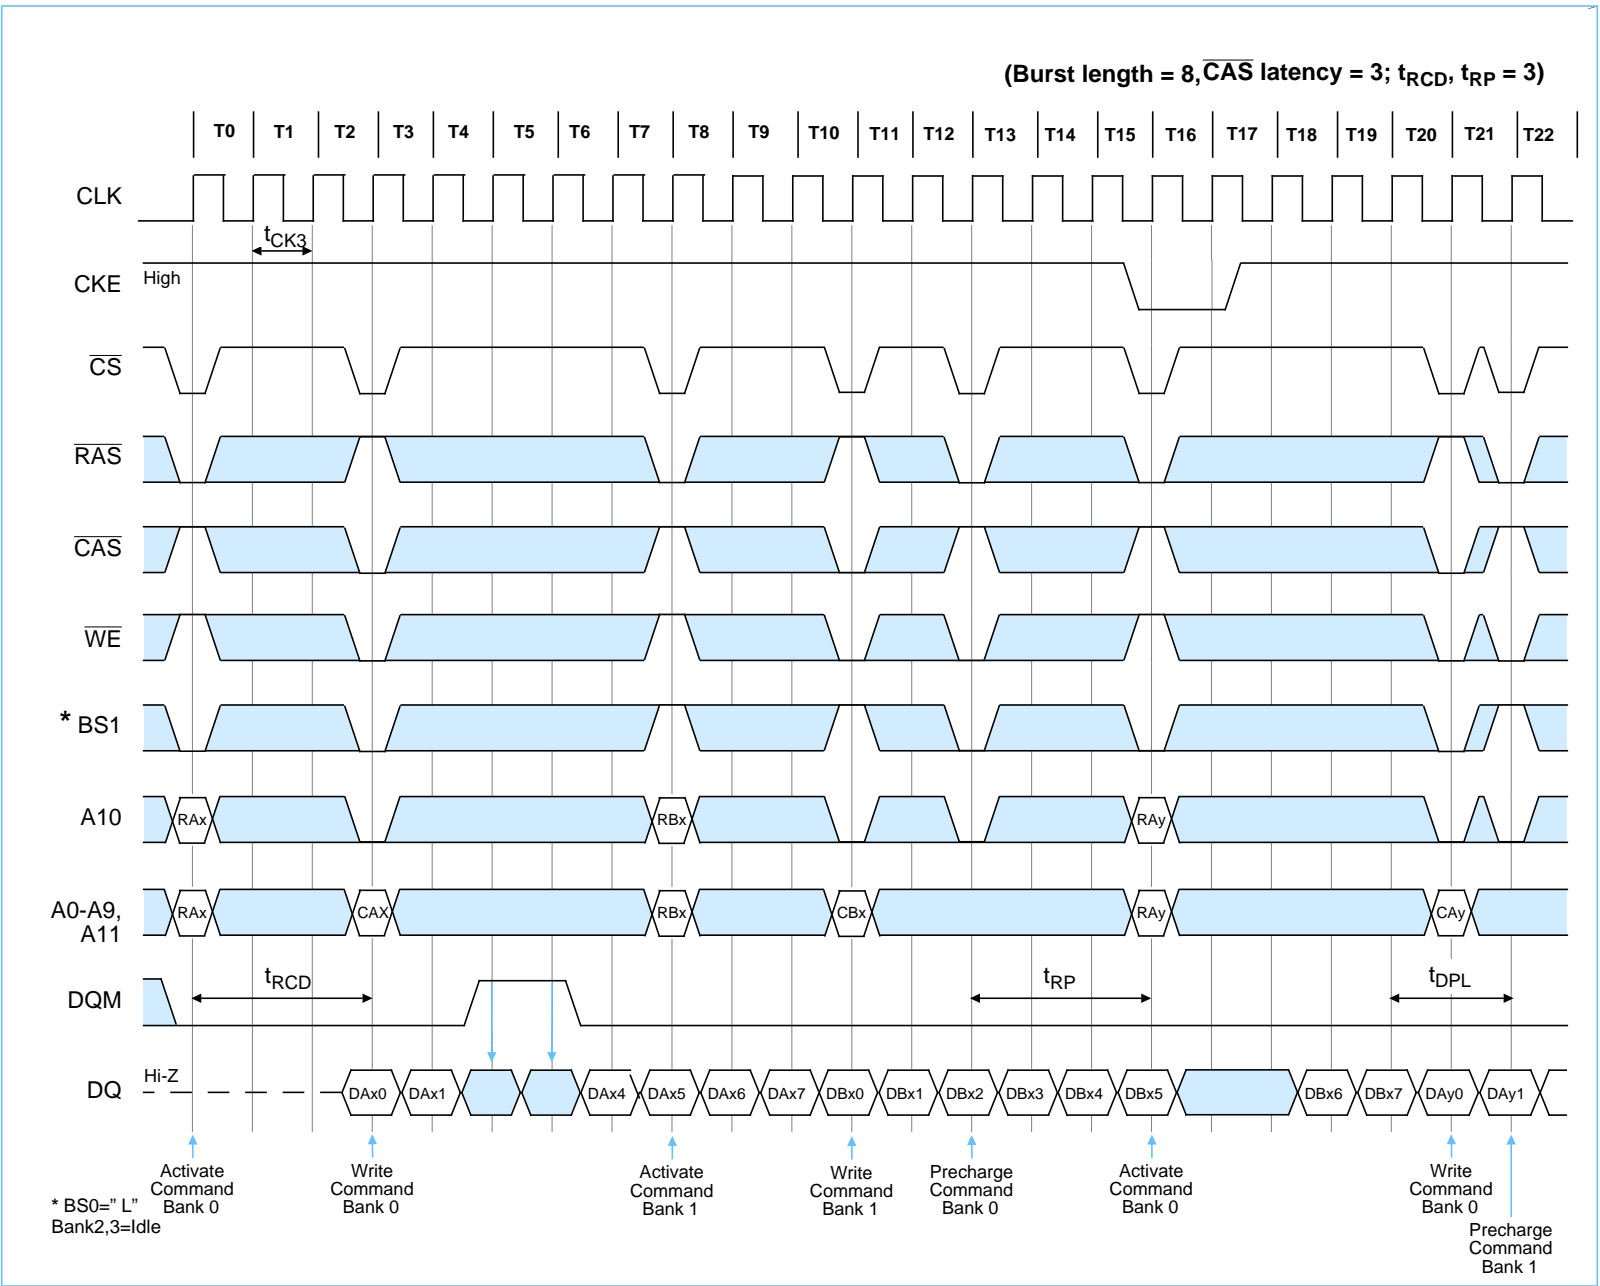 (Burst length = 8, CAS latency = 3; tRCD, tRP = 3)
T0 T1 T2 T3 T4 T5 T6 T7 T8 T9 T10 T11 T12 T13 T14 T15 T16 T17 T18 T19 T20 T21 T22
CLK
tCK3
CKE High
CS
RAS
CAS
WE
* BS1
A10 RAx RBx RAy
A0-A9, RAx CAX RBx CBx RAy CAy
A11
tRCD tRP tDPL
DQM
Hi-Z
DQ DAx0 DAx1 DAx4 DAx5 DAx6 DAx7 DBx0 DBx1 DBx2 DBx3 DBx4 DBx5 DBx6 DBx7 DAy0 DAy1
Activate
Command
Bank 0
Write
Command
Bank 0
Activate
Command
Bank 1
Write
Command
Bank 1
Precharge
Command
Bank 0
Activate
Command
Bank 0
Write
Command
Bank 0
Precharge
Command
Bank 1
* BS0=” L”
Bank2,3=Idle